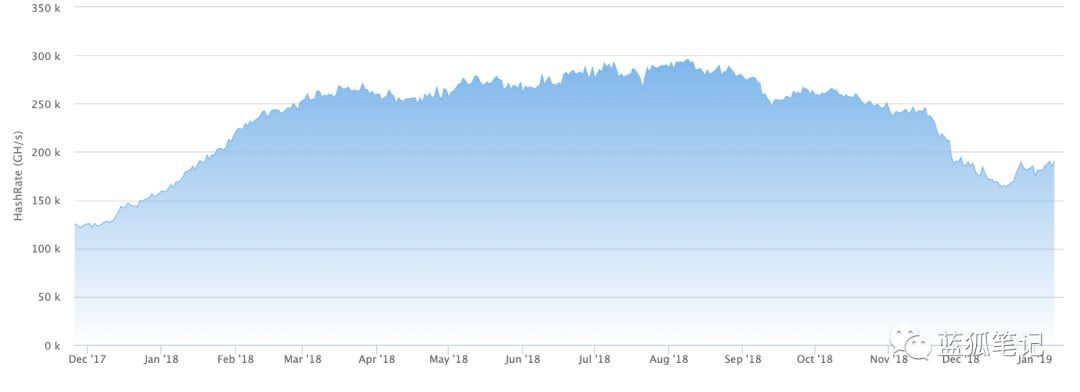 350 k
300 k
250 k
200 k
150 k
100 k
50 k
0 k
HashRate (GH/s)
Dec '17 Jan '18 Feb '18 Mar '18 Apr '18 May '18 Jun '18 Jul '18 Aug '18 Sep '18 Oct '18 Nov '18 Dec '18 Jan '19
蓝狐笔记